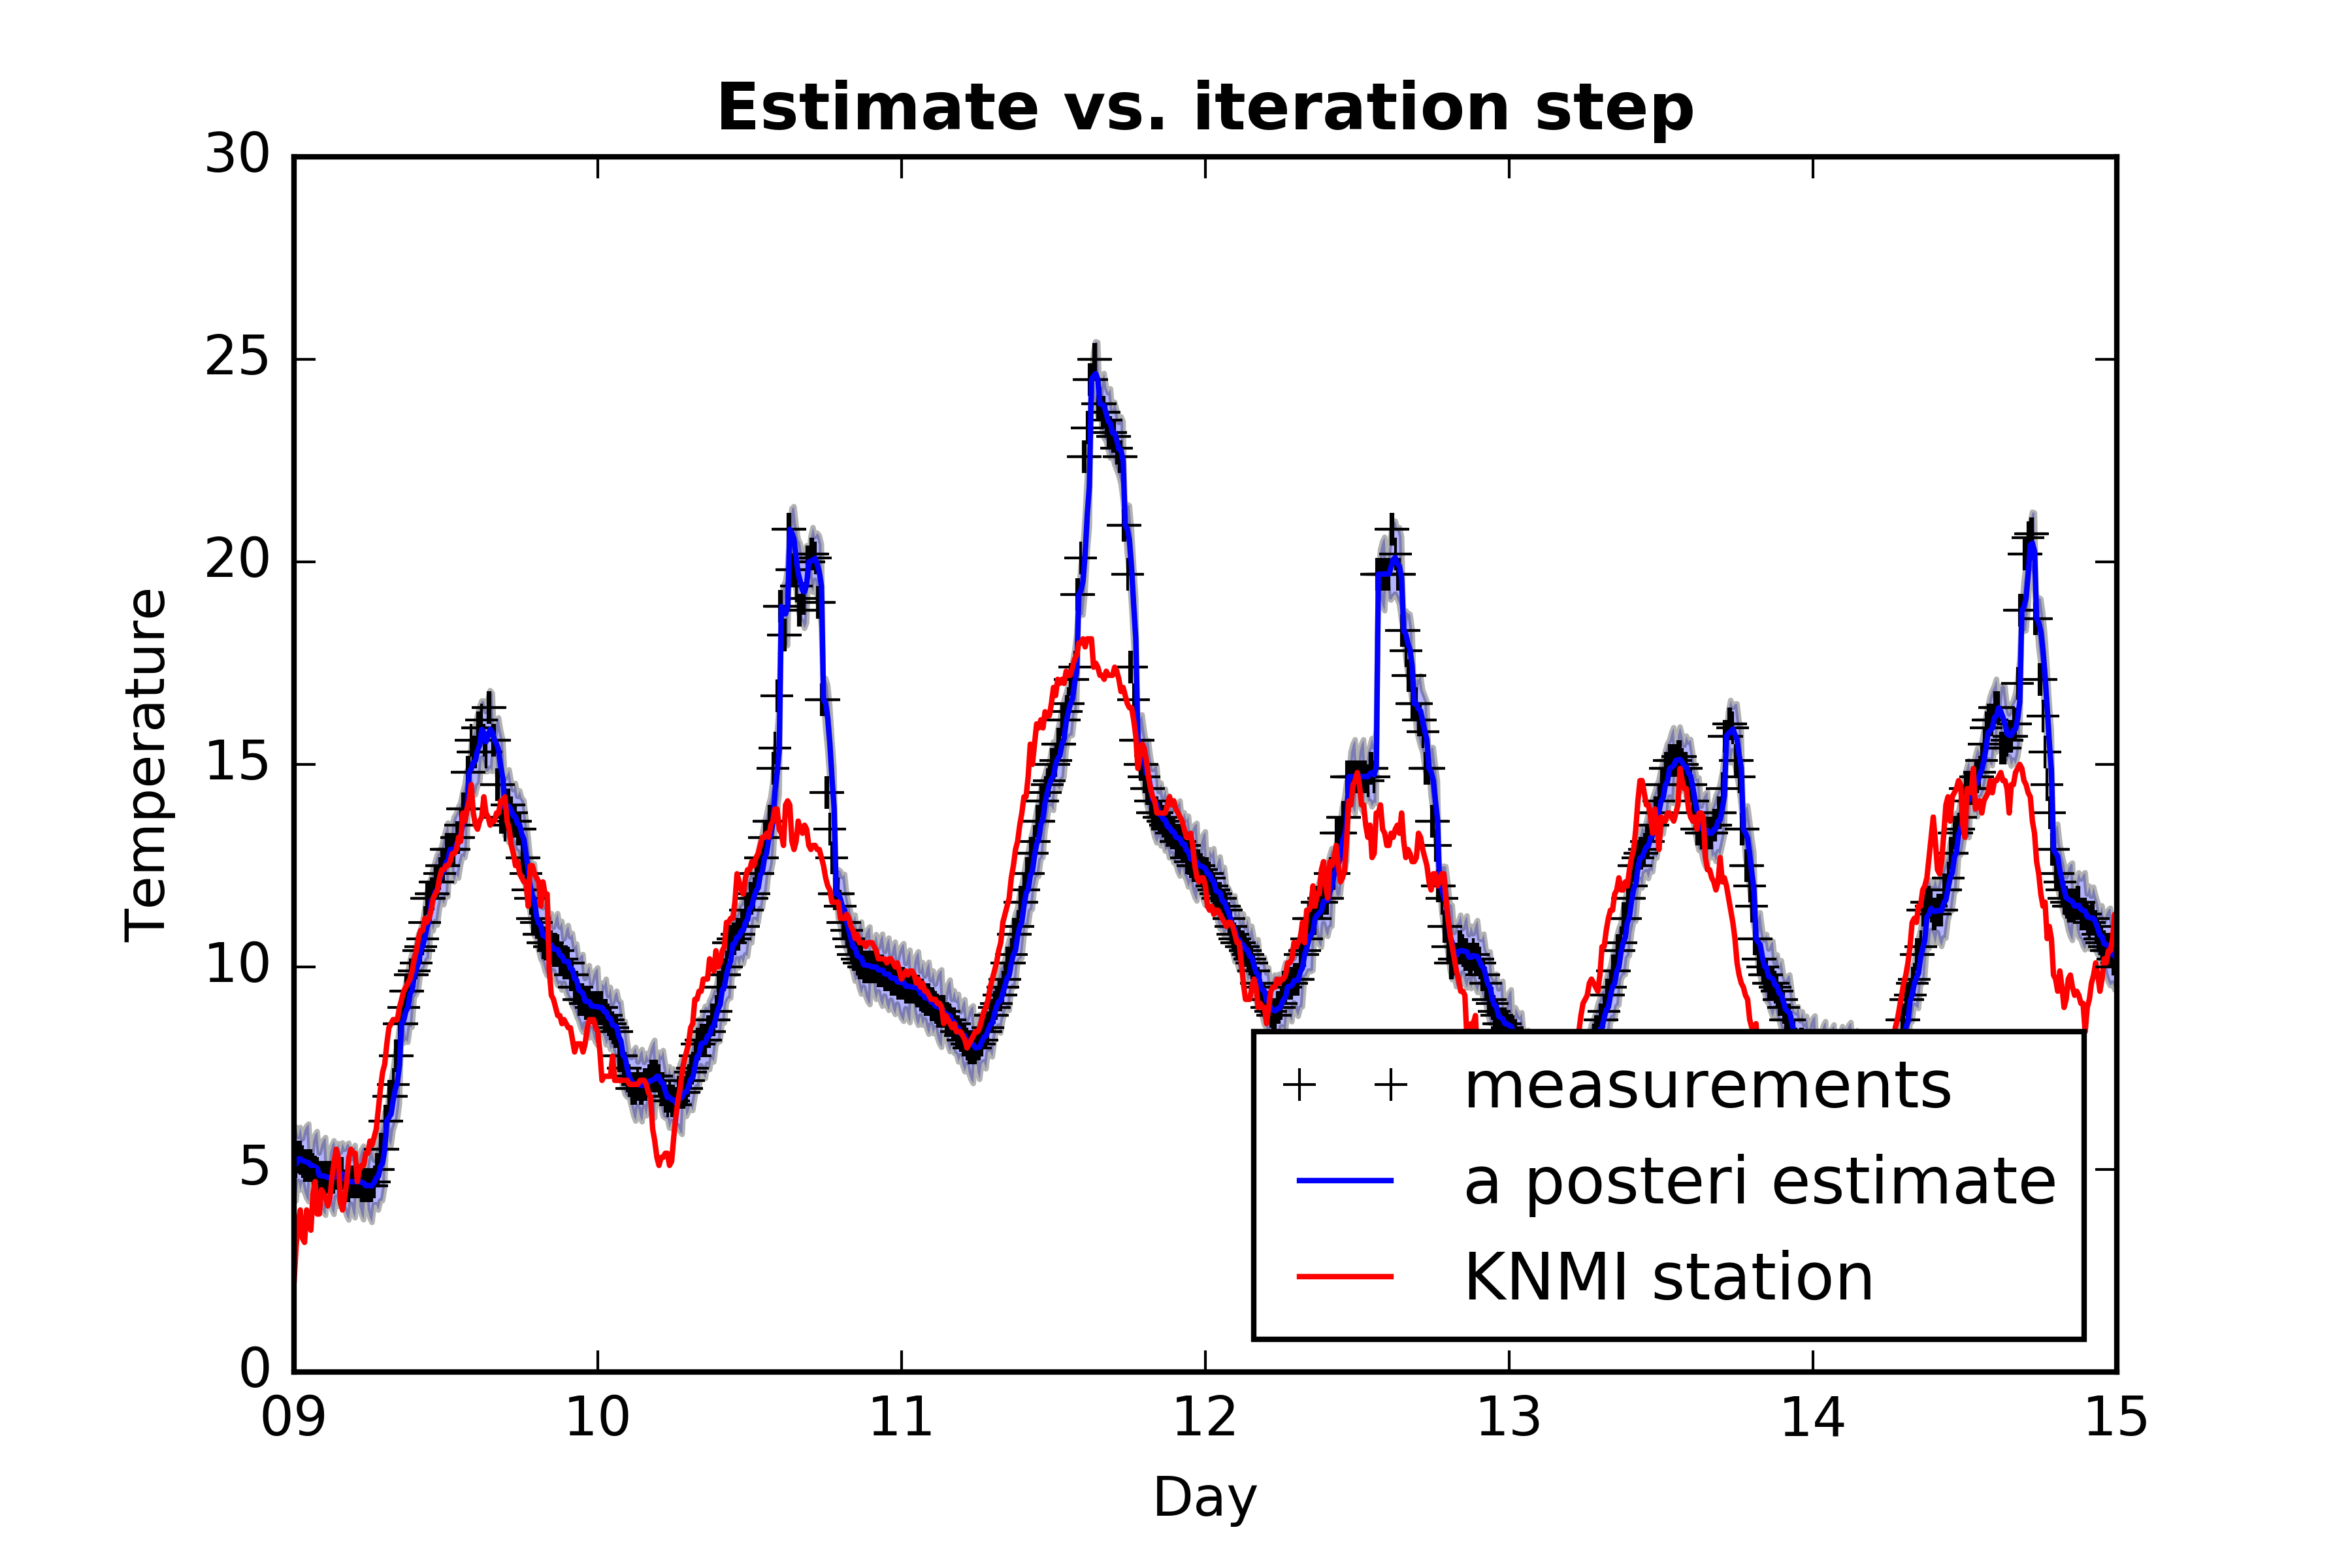 Estimate vs. iteration step
30
25
20
15
10
5
0
Temperature
measurements
a posteri estimate
KNMI station
09 10 11 12 13 14 15
Day